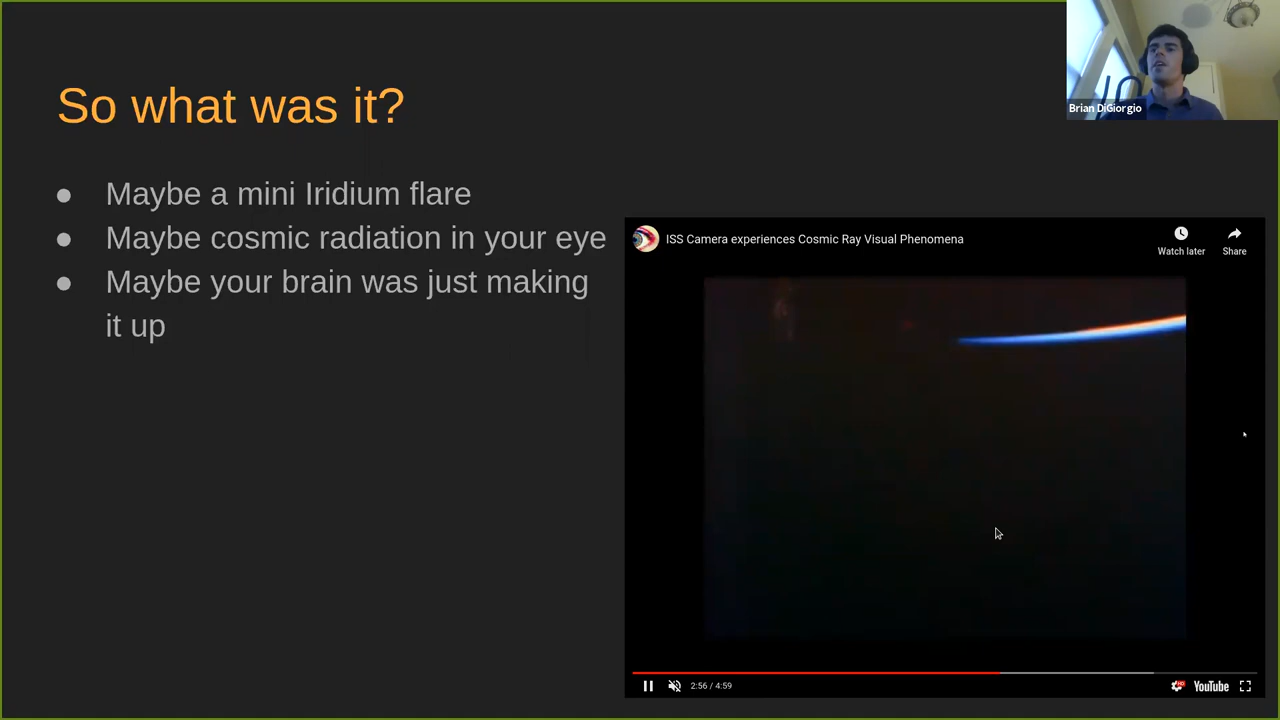 So what was it?
Brian DiGiorgio
● Maybe a mini Iridium flare
● Maybe cosmic radiation in your eye
● Maybe your brain was just making
it up
ISS Camera experiences Cosmic Ray Visual Phenomena
Watch later
Share
2:56 / 4:59
HD
YouTube